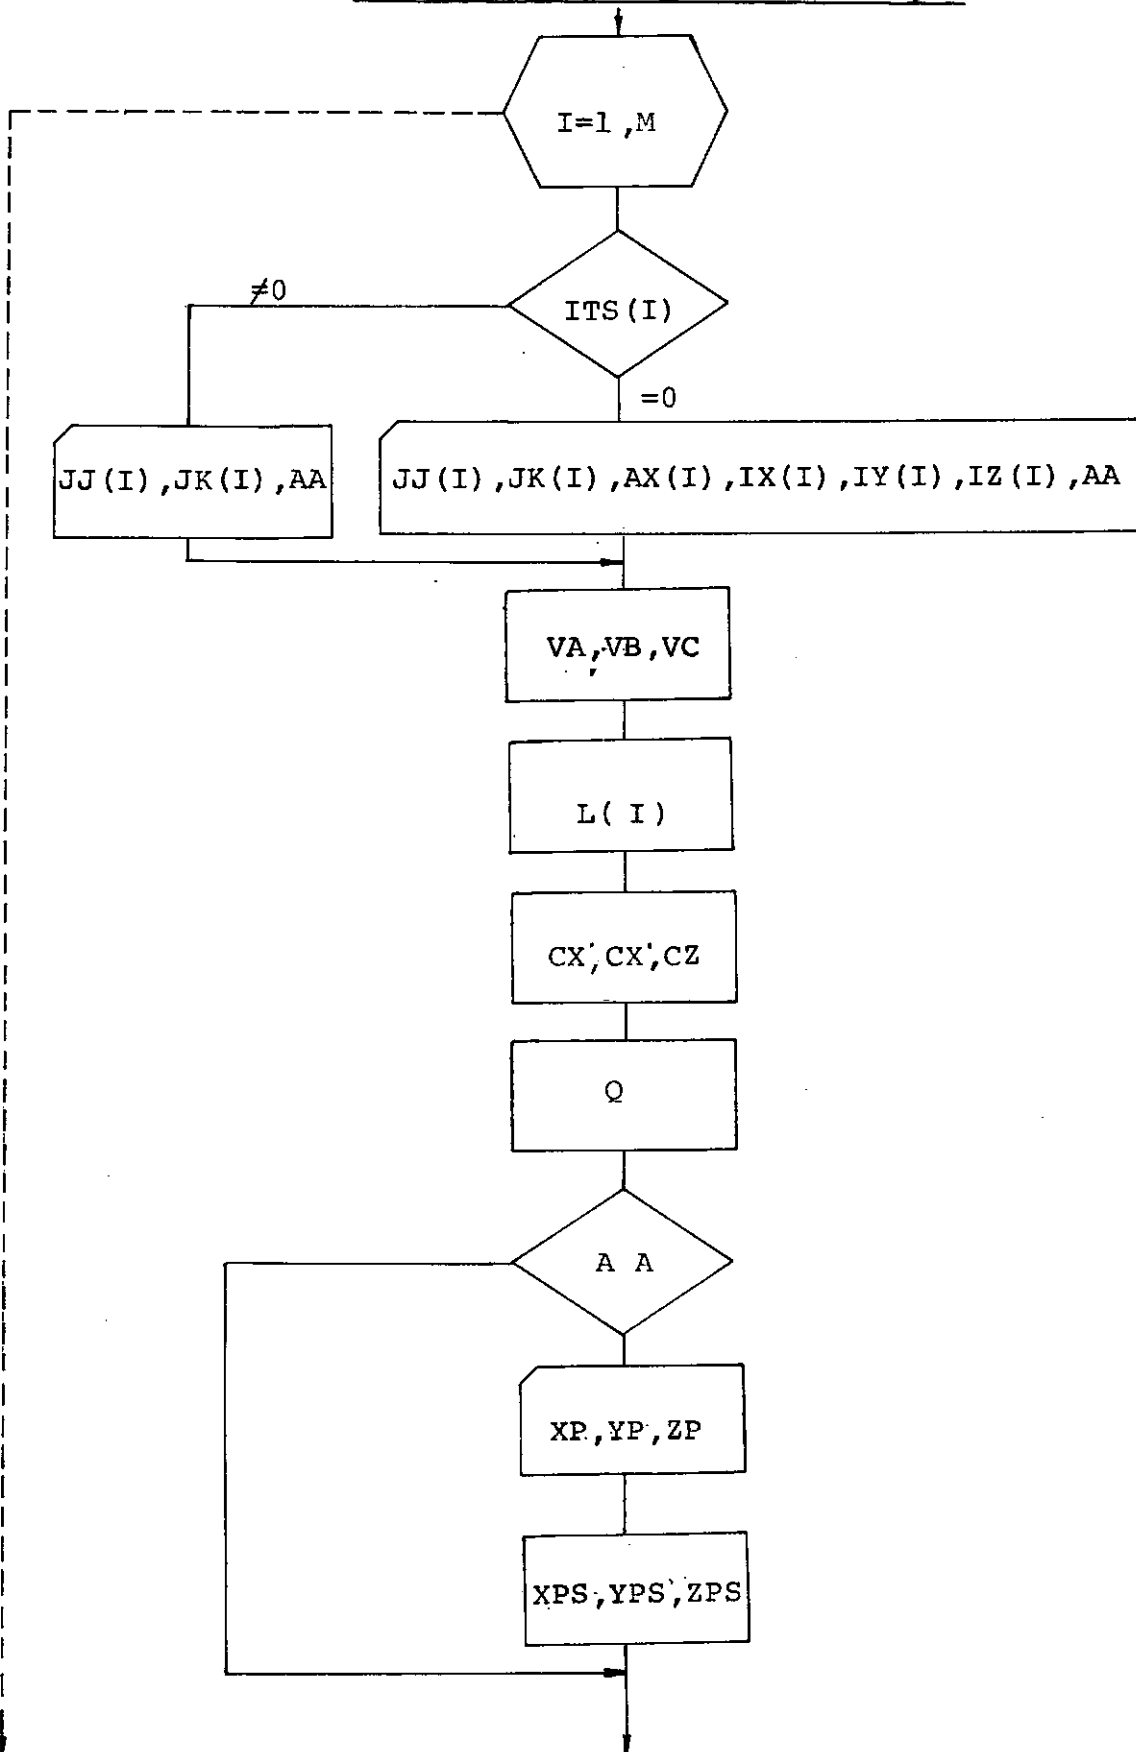 I=1,M
ITS(I)
≠0
=0
JJ(I),JK(I),AA
JJ(I),JK(I),AX(I),IX(I),IY(I),IZ(I),AA
VA,VB,VC
L(I)
CX,CX,CZ
Q
A A
XP,YP,ZP
XPS,YPS,ZPS